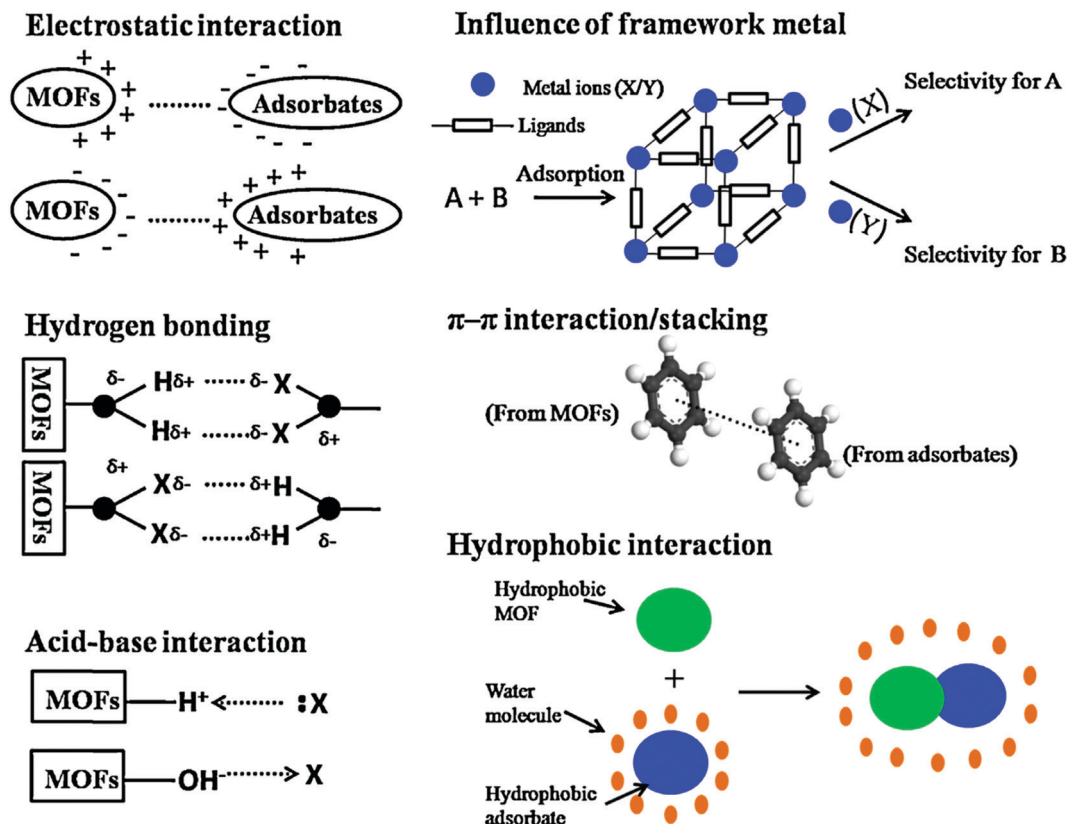 Electrostatic interaction
+ + + + + + +
MOFs
- - - - - - - -
Adsorbates
- - - - - -
MOFs
+ + + + + + + + + +
Adsorbates
Influence of framework metal
Metal ions (X/Y)
Ligands
A + B
Adsorption
(X)
Selectivity for A
(Y)
Selectivity for B
Hydrogen bonding
MOFs
δ- Hδ+ δ- X
Hδ+ δ- X δ+
MOFs
δ+ Xδ- δ+H
Xδ- δ+H δ-
π–π interaction/stacking
(From MOFs)
(From adsorbates)
Acid-base interaction
MOFs H⁺ :X
MOFs OH⁻ X
Hydrophobic interaction
Hydrophobic
MOF
+
Water
molecule
Hydrophobic
adsorbate